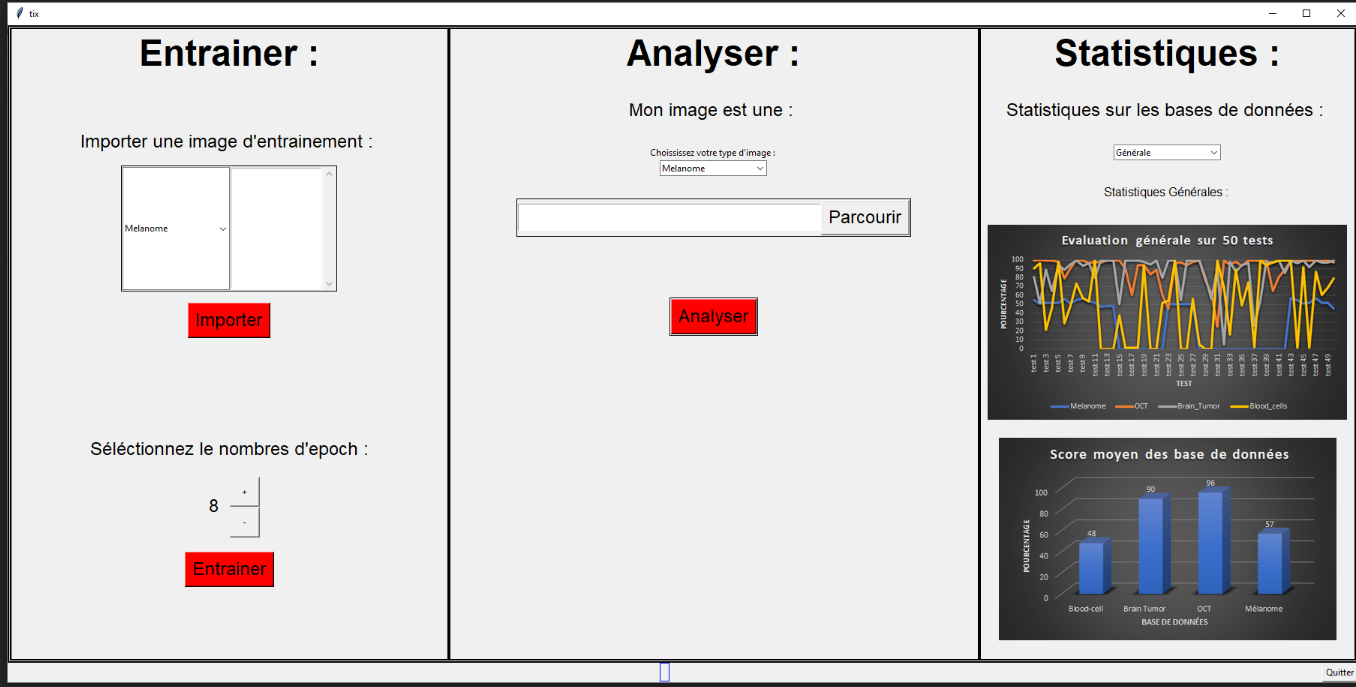 tix
Entrainer :
Importer une image d'entrainement :
Melanome
Importer
Séléctionnez le nombres d'epoch :
8
+
-
Entrainer
Analyser :
Mon image est une :
Choississez votre type d'image :
Melanome
Parcourir
Analyser
Statistiques :
Statistiques sur les bases de données :
Générale
Statistiques Générales :
Evaluation générale sur 50 tests
POURCENTAGE
100
90
80
70
60
50
40
30
20
10
0
test 1 test 3 test 5 test 7 test 9 test 11 test 13 test 15 test 17 test 19 test 21 test 23 test 25 test 27 test 29 test 31 test 33 test 35 test 37 test 39 test 41 test 43 test 45 test 47 test 49
TEST
Melanome OCT Brain_Tumor Blood_cells
Score moyen des base de données
POURCENTAGE
100
80
60
40
20
0
48 90 96 57
Blood-cell Brain Tumor OCT Mélanome
BASE DE DONNÉES
Quitter